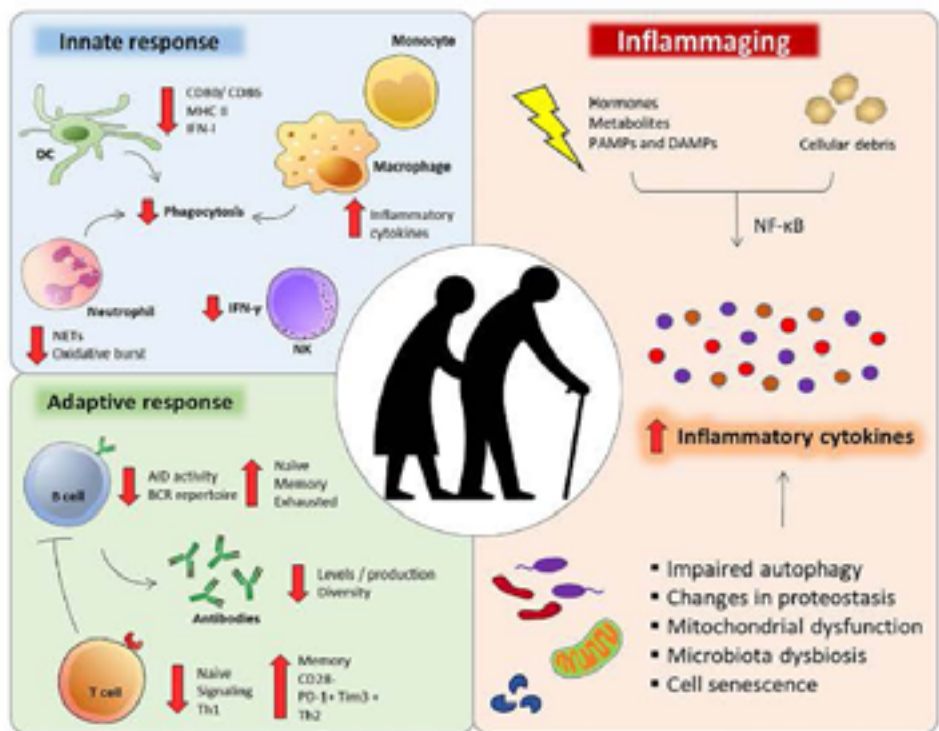 Innate response
Monocyte
CD80/ CD86
MHC II
IFN-I
DC
Macrophage
Phagocytosis
Inflammatory
cytokines
Neutrophil
IFN-γ
NETs
Oxidative burst
NK
Adaptive response
B cell
AID activity
BCR repertoire
Naïve
Memory
Exhausted
Levels / production
Diversity
Antibodies
T cell
Naive
Signaling
Th1
Memory
CD28-
PD-1+ Tim3 +
Th2
Inflammaging
Hormones
Metabolites
PAMPs and DAMPs
Cellular debris
NF-κB
Inflammatory cytokines
▪ Impaired autophagy
▪ Changes in proteostasis
▪ Mitochondrial dysfunction
▪ Microbiota dysbiosis
▪ Cell senescence